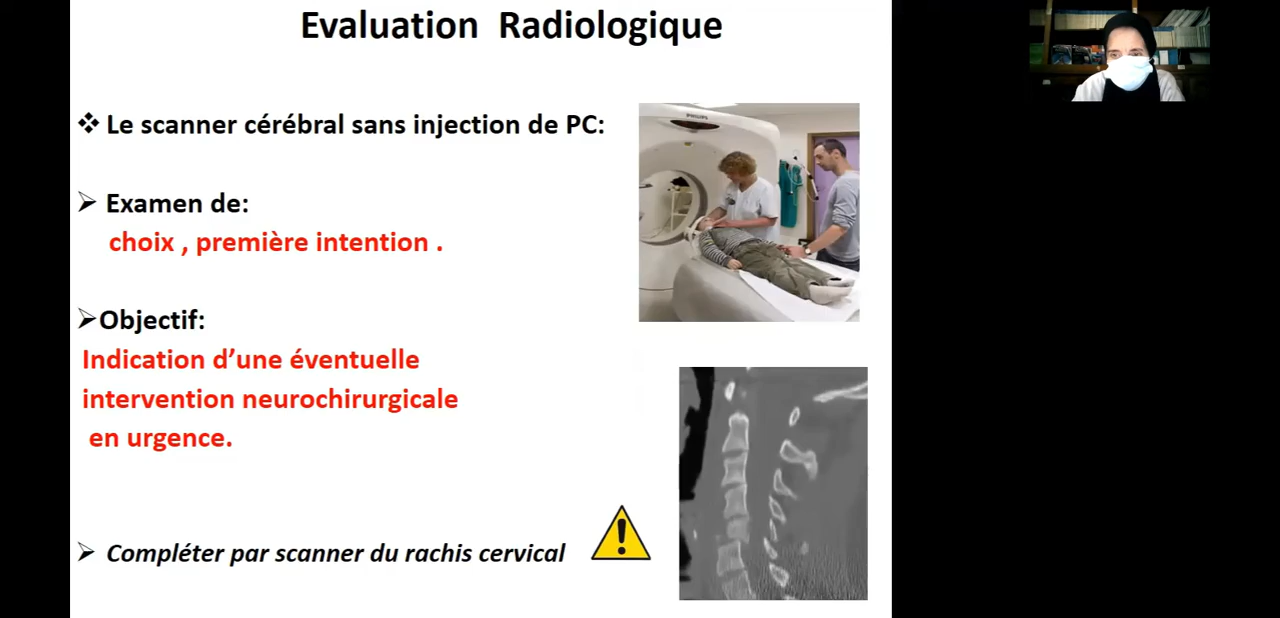 Evaluation Radiologique
❖ Le scanner cérébral sans injection de PC:
➢ Examen de:
choix , première intention .
➢Objectif:
Indication d’une éventuelle
intervention neurochirurgicale
en urgence.
➢ Compléter par scanner du rachis cervical
PHILIPS